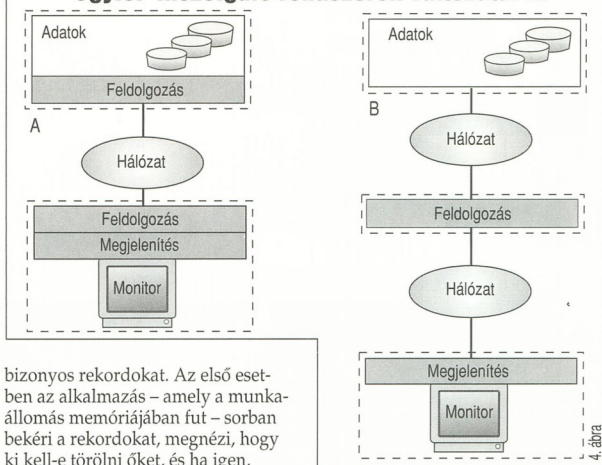 Adatok
Feldolgozás
A
Hálózat
Feldolgozás
Megjelenítés
Monitor
Adatok
B
Hálózat
Feldolgozás
Hálózat
Megjelenítés
Monitor
4. ábra
bizonyos rekordokat. Az első eset-
ben az alkalmazás – amely a munka-
állomás memóriájában fut – sorban
bekéri a rekordokat, megnézi, hogy
ki kell-e törölni őket, és ha igen,